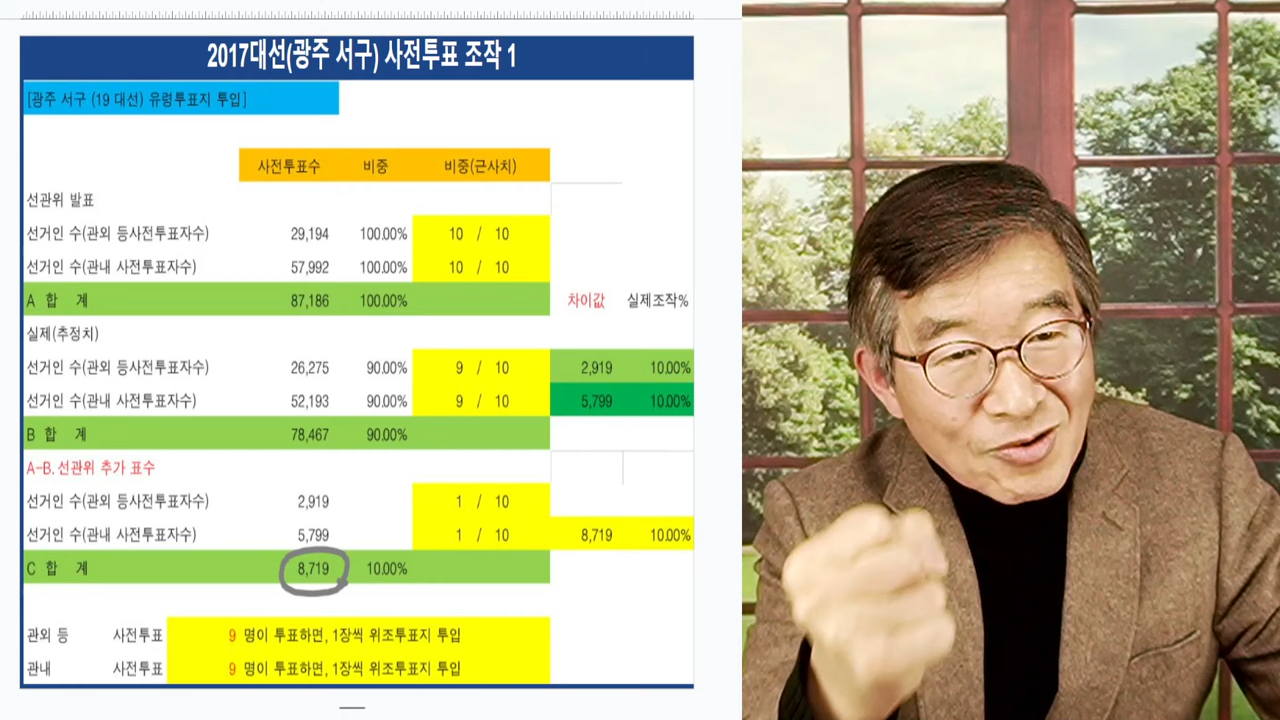 2017대선(광주 서구) 사전투표 조작 1
[광주 서구 (19 대선) 유령투표지 투입]
사전투표수 비중 비중(근사치)
선관위 발표
선거인 수(관외 등사전투표자수) 29,194 100.00% 10 / 10
선거인 수(관내 사전투표자수) 57,992 100.00% 10 / 10
A 합 계 87,186 100.00% 차이값 실제조작%
실제(추정치)
선거인 수(관외 등사전투표자수) 26,275 90.00% 9 / 10 2,919 10.00%
선거인 수(관내 사전투표자수) 52,193 90.00% 9 / 10 5,799 10.00%
B 합 계 78,467 90.00%
A-B. 선관위 추가 표수
선거인 수(관외 등사전투표자수) 2,919 1 / 10
선거인 수(관내 사전투표자수) 5,799 1 / 10 8,719 10.00%
C 합 계 8,719 10.00%
관외 등 사전투표 9 명이 투표하면, 1장씩 위조투표지 투입
관내 사전투표 9 명이 투표하면, 1장씩 위조투표지 투입